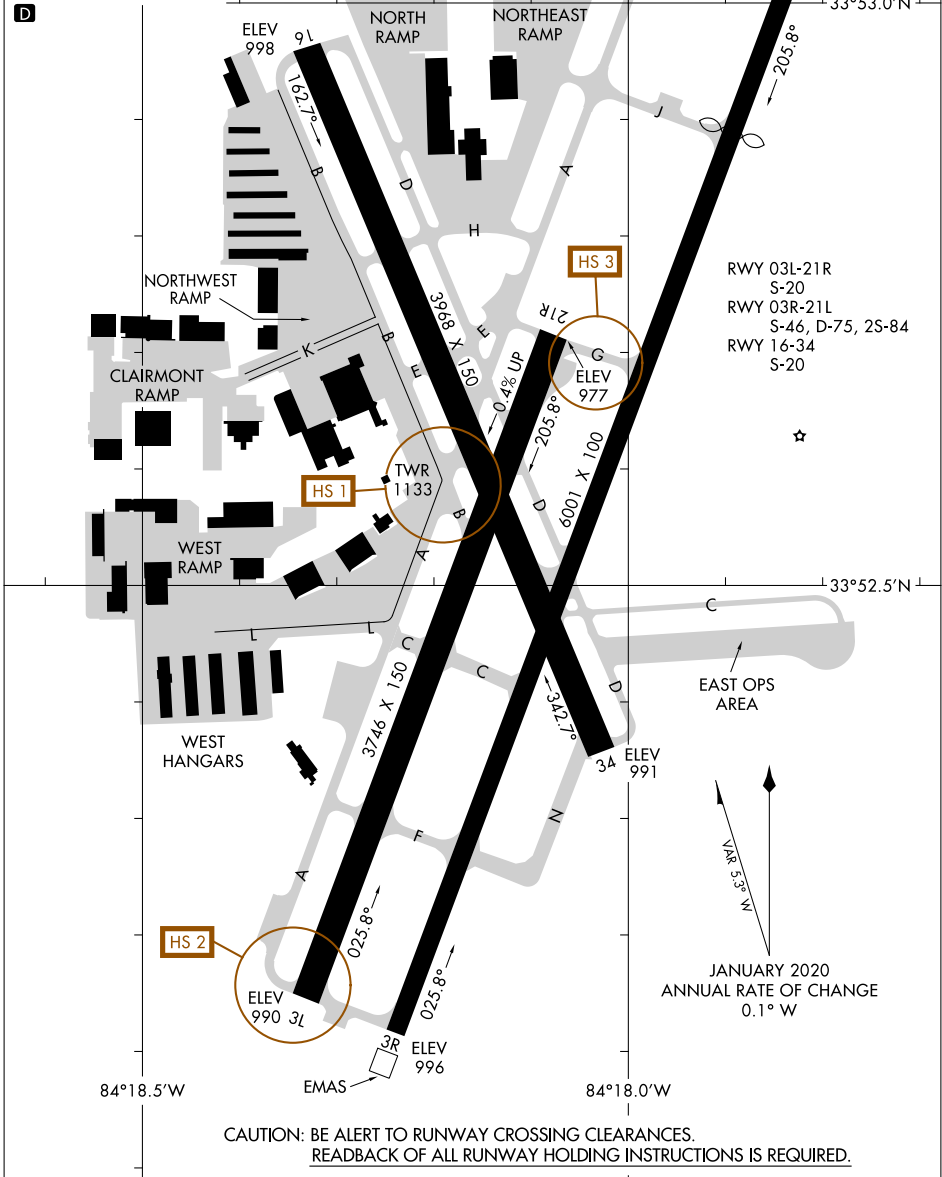 D
33°53.0'N
NORTH
RAMP
NORTHEAST
RAMP
ELEV
998
16
162.7°
205.8°
J
B
D
A
H
HS 3
NORTHWEST
RAMP
RWY 03L-21R
S-20
RWY 03R-21L
S-46, D-75, 2S-84
RWY 16-34
S-20
3968 X 150
21R
E
B
K
G
E
ELEV
977
CLAIRMONT
RAMP
0.4% UP
205.8°
6001 X 100
HS 1
TWR
1133
B
D
A
WEST
RAMP
33°52.5'N
C
L
L
C
C
EAST OPS
AREA
D
342.7°
3746 X 150
WEST
HANGARS
34
ELEV
991
N
F
VAR 5.3° W
A
HS 2
025.8°
025.8°
JANUARY 2020
ANNUAL RATE OF CHANGE
0.1° W
ELEV
990
3L
3R
ELEV
996
EMAS
84°18.5'W
84°18.0'W
CAUTION: BE ALERT TO RUNWAY CROSSING CLEARANCES.
READBACK OF ALL RUNWAY HOLDING INSTRUCTIONS IS REQUIRED.